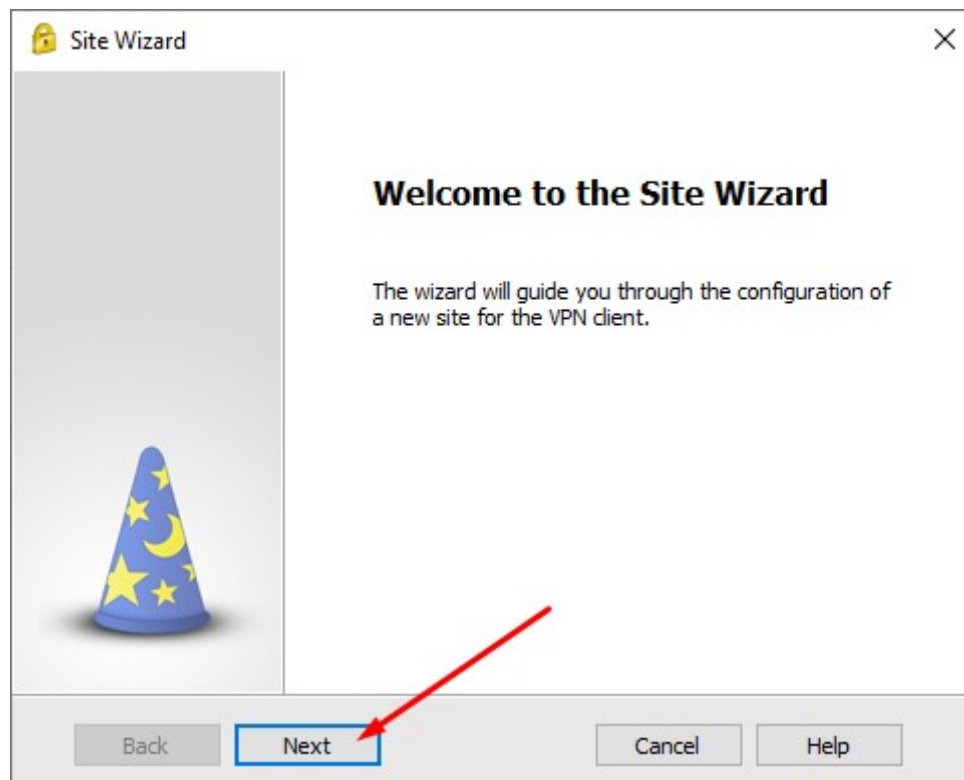 Site Wizard
Welcome to the Site Wizard
The wizard will guide you through the configuration of
a new site for the VPN client.
Back Next Cancel Help